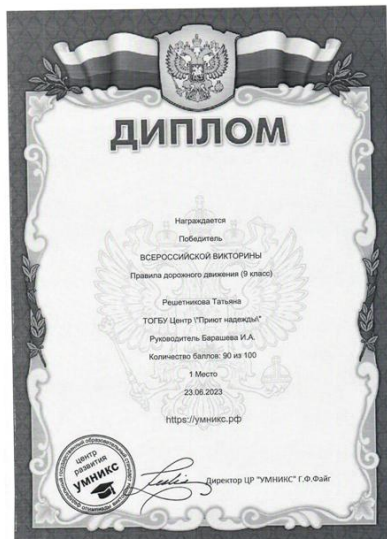 ДИПЛОМ
Награждается
Победитель
ВСЕРОССИЙСКОЙ ВИКТОРИНЫ
Правила дорожного движения (9 класс)
Решетникова Татьяна
ТОГБУ Центр \"Приют надежды\"
Руководитель Барашева И.А.
Количество баллов: 90 из 100
1 Место
23.06.2023
https://умникс.рф
центр
развития
УМНИКС
Директор ЦР "УМНИКС" Г.Ф.Файг